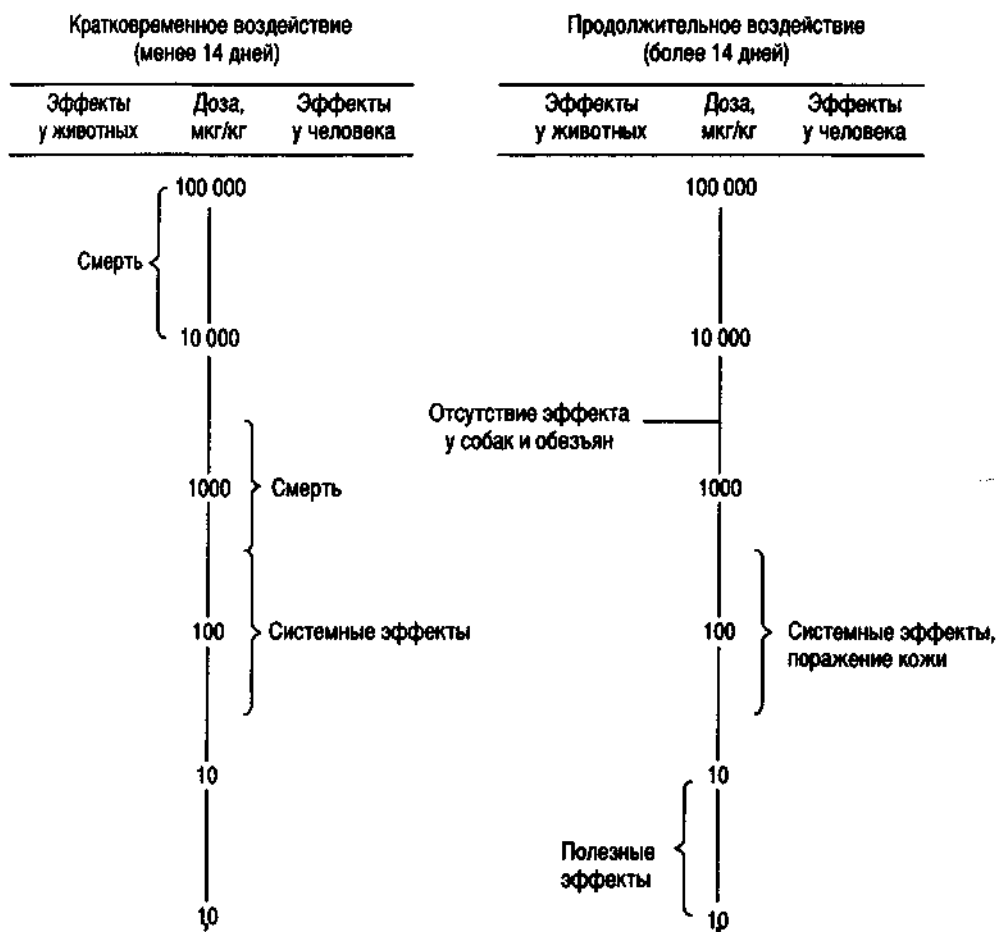 Кратковременное воздействие
(менее 14 дней)
Эффекты
у животных
Доза,
мкг/кг
Эффекты
у человека
100 000
Смерть
10 000
1000
Смерть
100
Системные эффекты
10
10
Продолжительное воздействие
(более 14 дней)
Эффекты
у животных
Доза,
мкг/кг
Эффекты
у человека
100 000
10 000
Отсутствие эффекта
у собак и обезъян
1000
100
Системные эффекты,
поражение кожи
10
Полезные
эффекты
10